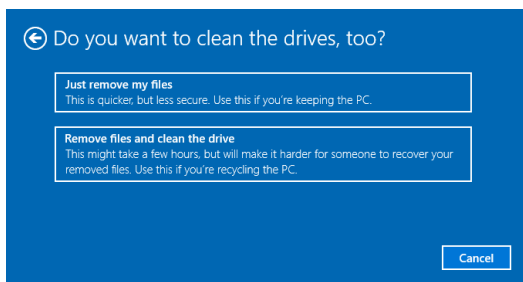 Do you want to clean the drives, too?
Just remove my files
This is quicker, but less secure. Use this if you're keeping the PC.
Remove files and clean the drive
This might take a few hours, but will make it harder for someone to recover your
removed files. Use this if you're recycling the PC.
Cancel